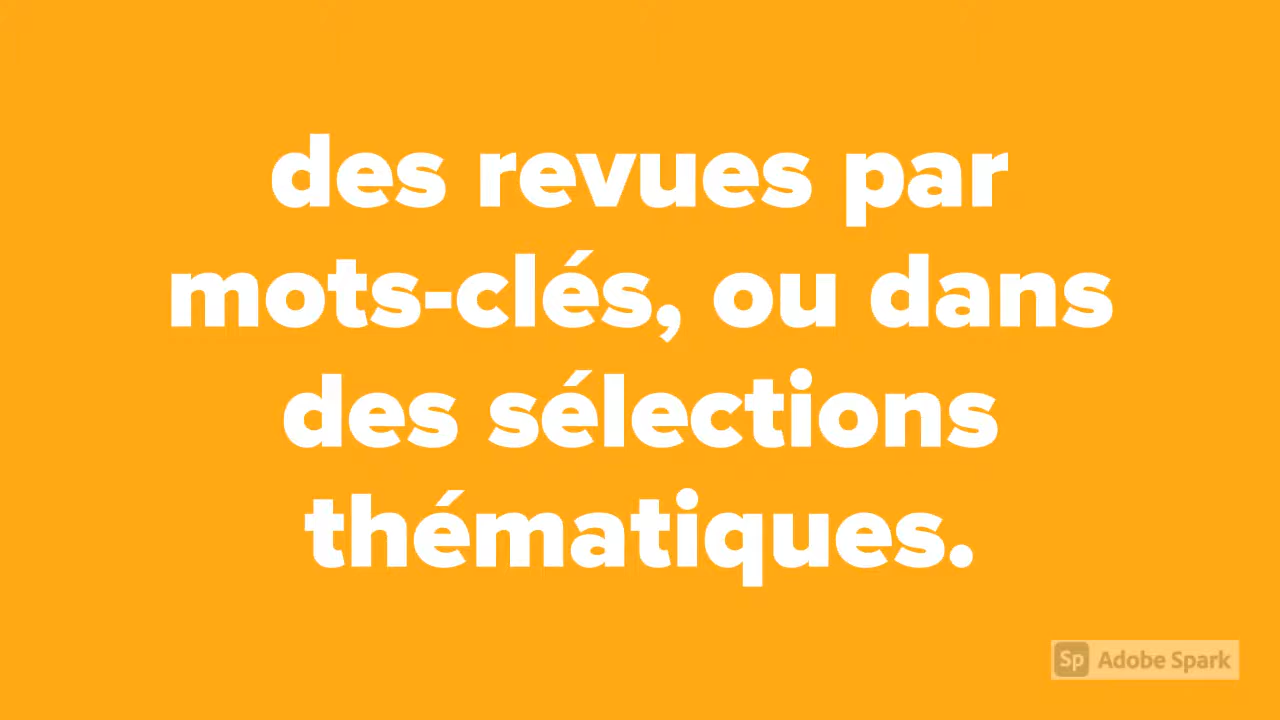 des revues par
mots-clés, ou dans
des sélections
thématiques.
Sp Adobe Spark